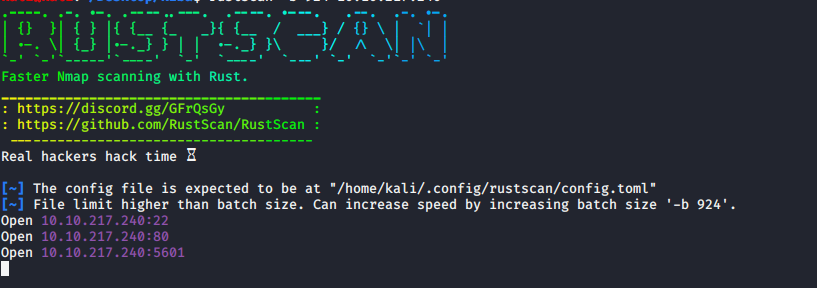 Faster Nmap scanning with Rust.
: https://discord.gg/GFrQsGy :
: https://github.com/RustScan/RustScan :
Real hackers hack time ⌛
[~] The config file is expected to be at "/home/kali/.config/rustscan/config.toml"
[~] File limit higher than batch size. Can increase speed by increasing batch size '-b 924'.
Open 10.10.217.240:22
Open 10.10.217.240:80
Open 10.10.217.240:5601